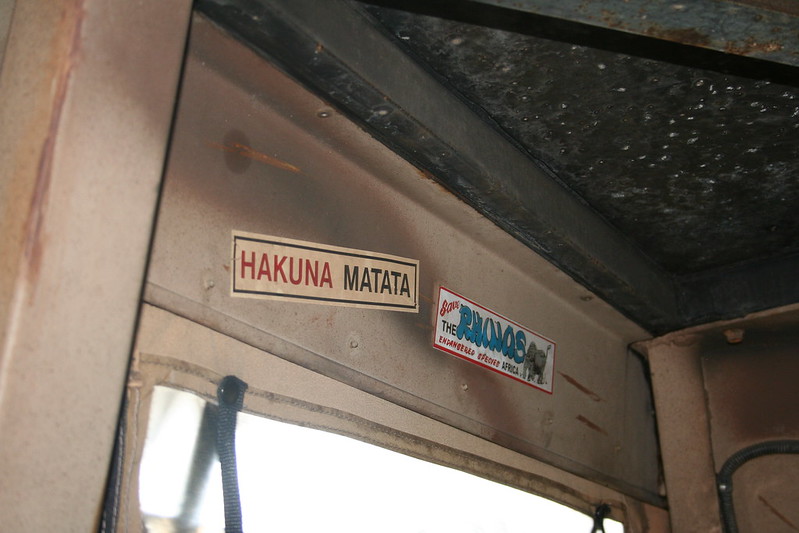 HAKUNA MATATA
Save
THE RHINOS
ENDANGERED SPECIES AFRICA